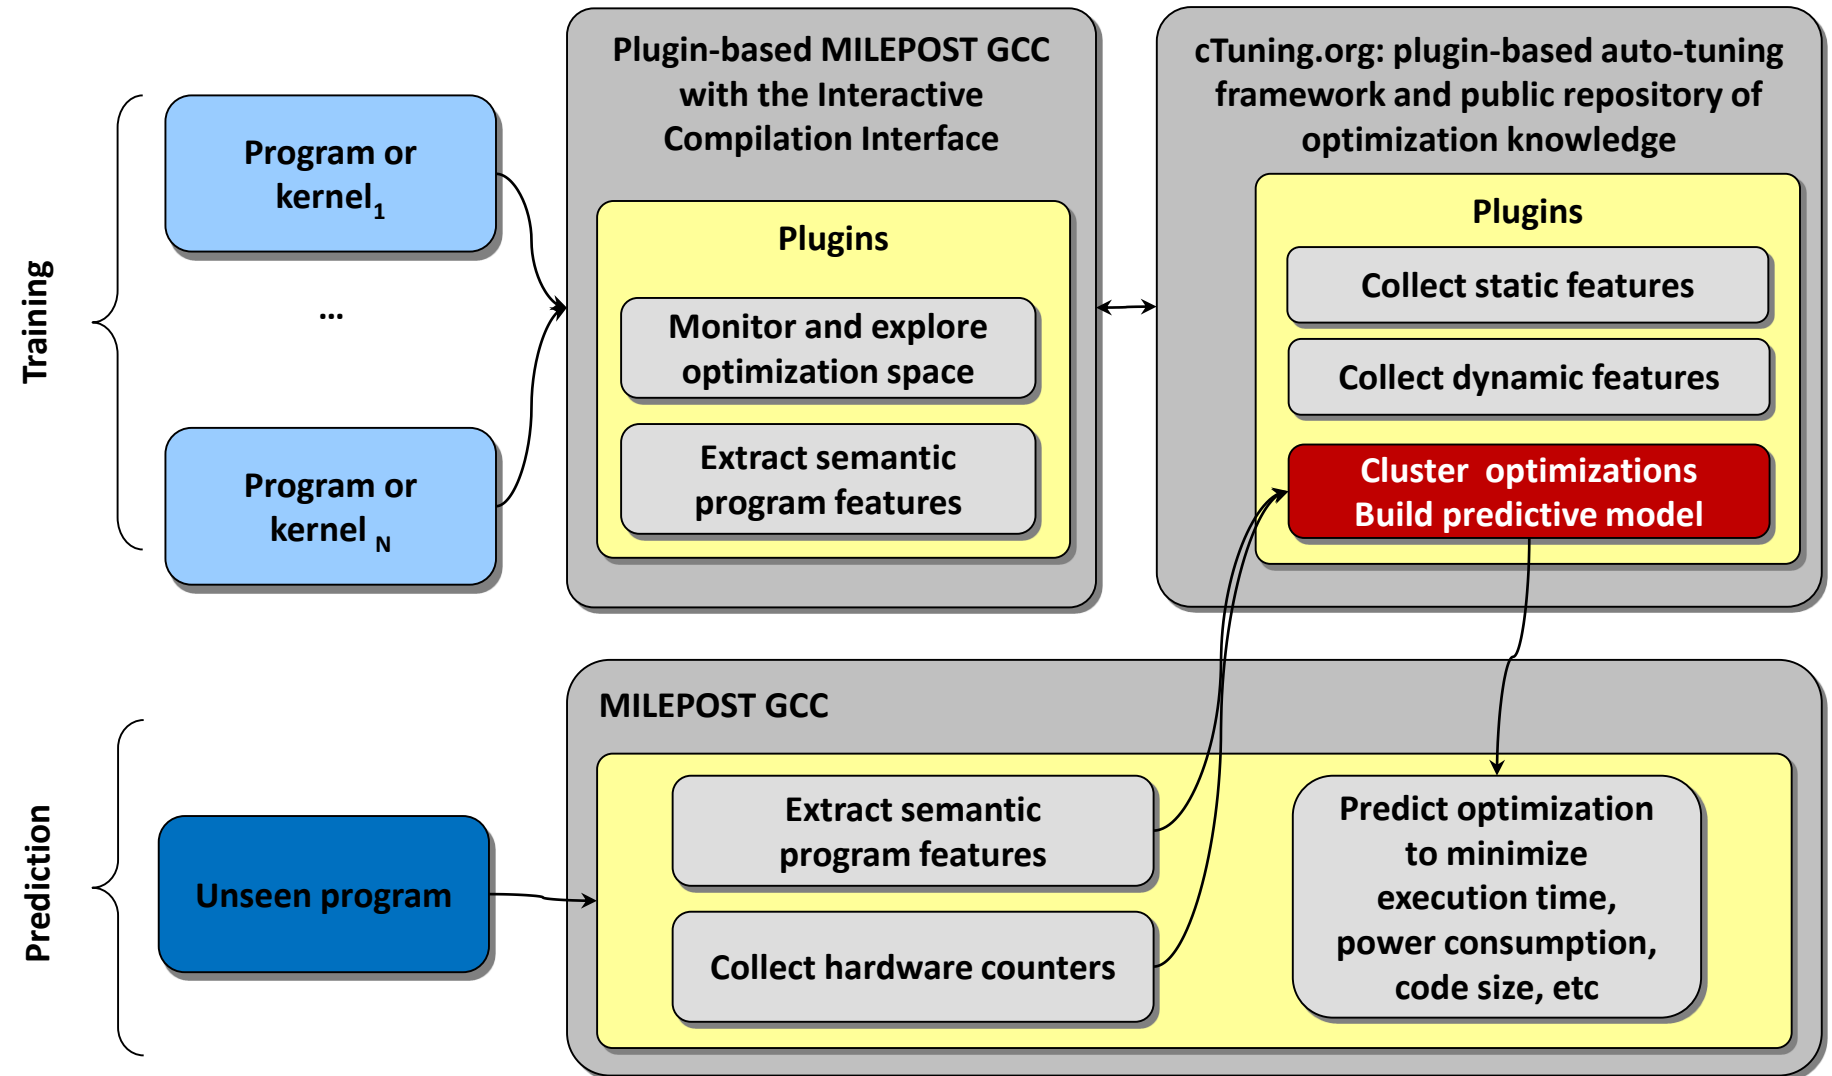 Training
Program or
kernel1
...
Program or
kernel N
Plugin-based MILEPOST GCC
with the Interactive
Compilation Interface
Plugins
Monitor and explore
optimization space
Extract semantic
program features
cTuning.org: plugin-based auto-tuning
framework and public repository of
optimization knowledge
Plugins
Collect static features
Collect dynamic features
Cluster optimizations
Build predictive model
Prediction
Unseen program
MILEPOST GCC
Extract semantic
program features
Collect hardware counters
Predict optimization
to minimize
execution time,
power consumption,
code size, etc